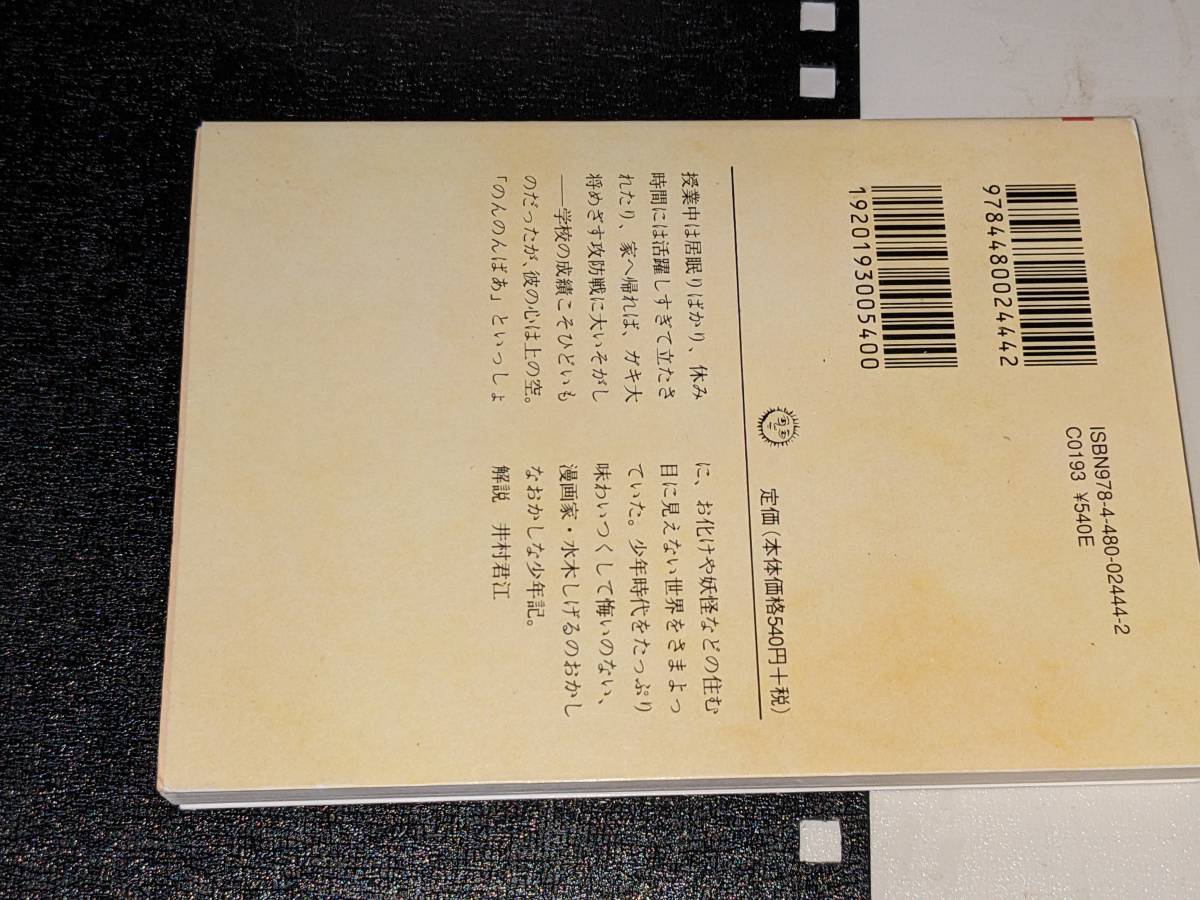 9784480024442
ISBN978-4-480-02444-2
C0193 ¥540E
1920193005400
定価(本体価格540円+税)
授業中は居眠りばかり、休み
時間には活躍しすぎて立たさ
れたり、家へ帰れば、ガキ大
将めざす攻防戦に大いそがし
――学校の成績こそひどいも
のだったが、彼の心は上の空。
「のんのんばあ」といっしょ
に、お化けや妖怪などの住む
目に見えない世界をさまよっ
ていた。少年時代をたっぷり
味わいつくして悔いのない、
漫画家・水木しげるのおかし
なおかしな少年記。
解説　井村君江